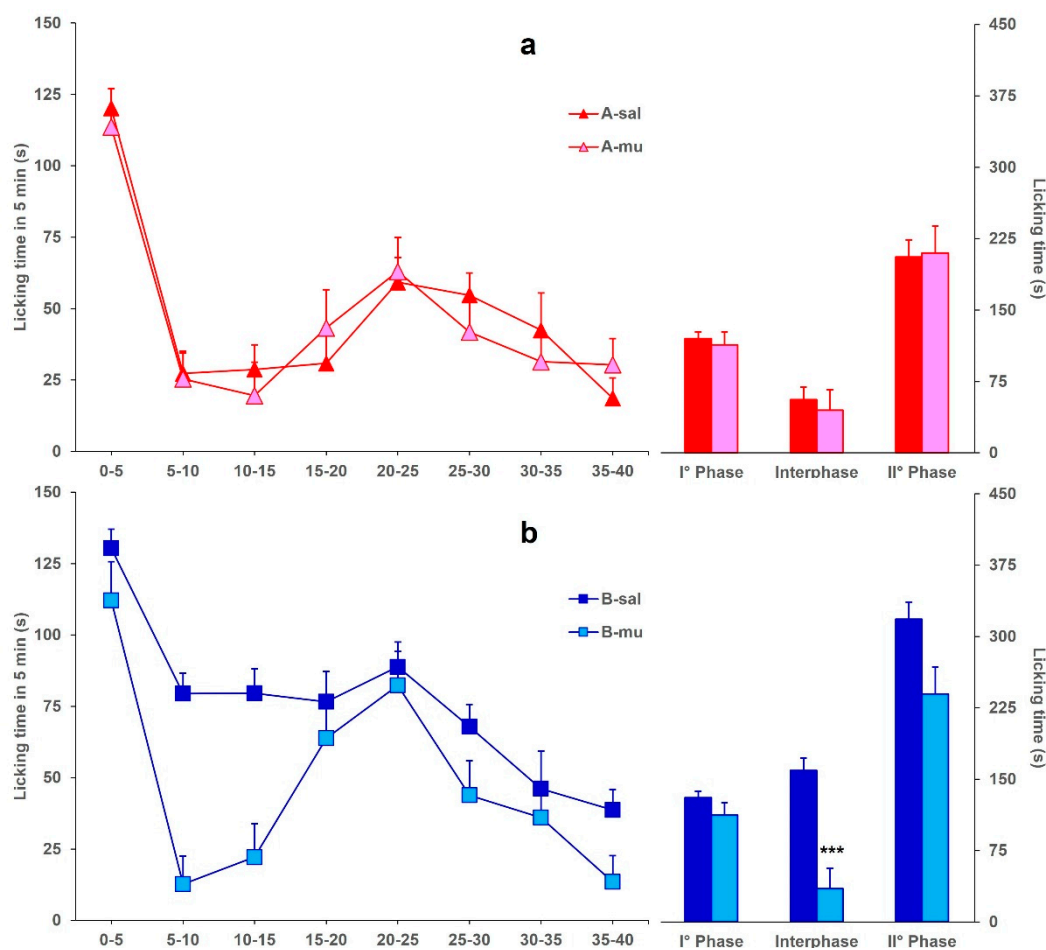 a
Licking time in 5 min (s)
150
125
100
75
50
25
0
0-5 5-10 10-15 15-20 20-25 25-30 30-35 35-40
A-sal
A-mu
450
375
300
225
150
75
0
Licking time (s)
I° Phase Interphase II° Phase
b
Licking time in 5 min (s)
150
125
100
75
50
25
0
0-5 5-10 10-15 15-20 20-25 25-30 30-35 35-40
B-sal
B-mu
***
450
375
300
225
150
75
0
Licking time (s)
I° Phase Interphase II° Phase